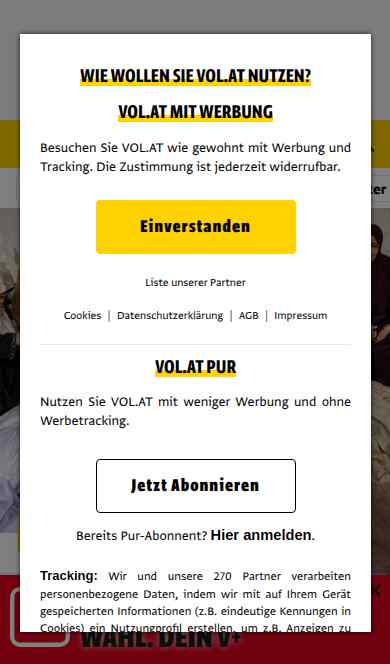 WIE WOLLEN SIE VOL.AT NUTZEN?
VOL.AT MIT WERBUNG
Besuchen Sie VOL.AT wie gewohnt mit Werbung und
Tracking. Die Zustimmung ist jederzeit widerrufbar.
Einverstanden
Liste unserer Partner
Cookies | Datenschutzerklärung | AGB | Impressum
VOL.AT PUR
Nutzen Sie VOL.AT mit weniger Werbung und ohne
Werbetracking.
Jetzt Abonnieren
Bereits Pur-Abonnent? Hier anmelden.
Tracking: Wir und unsere 270 Partner verarbeiten
personenbezogene Daten, indem wir mit auf Ihrem Gerät
gespeicherten Informationen (z.B. eindeutige Kennungen in
Cookies) ein Nutzungprofil erstellen, um z.B. Anzeigen zu
WAHL. DEIN V+